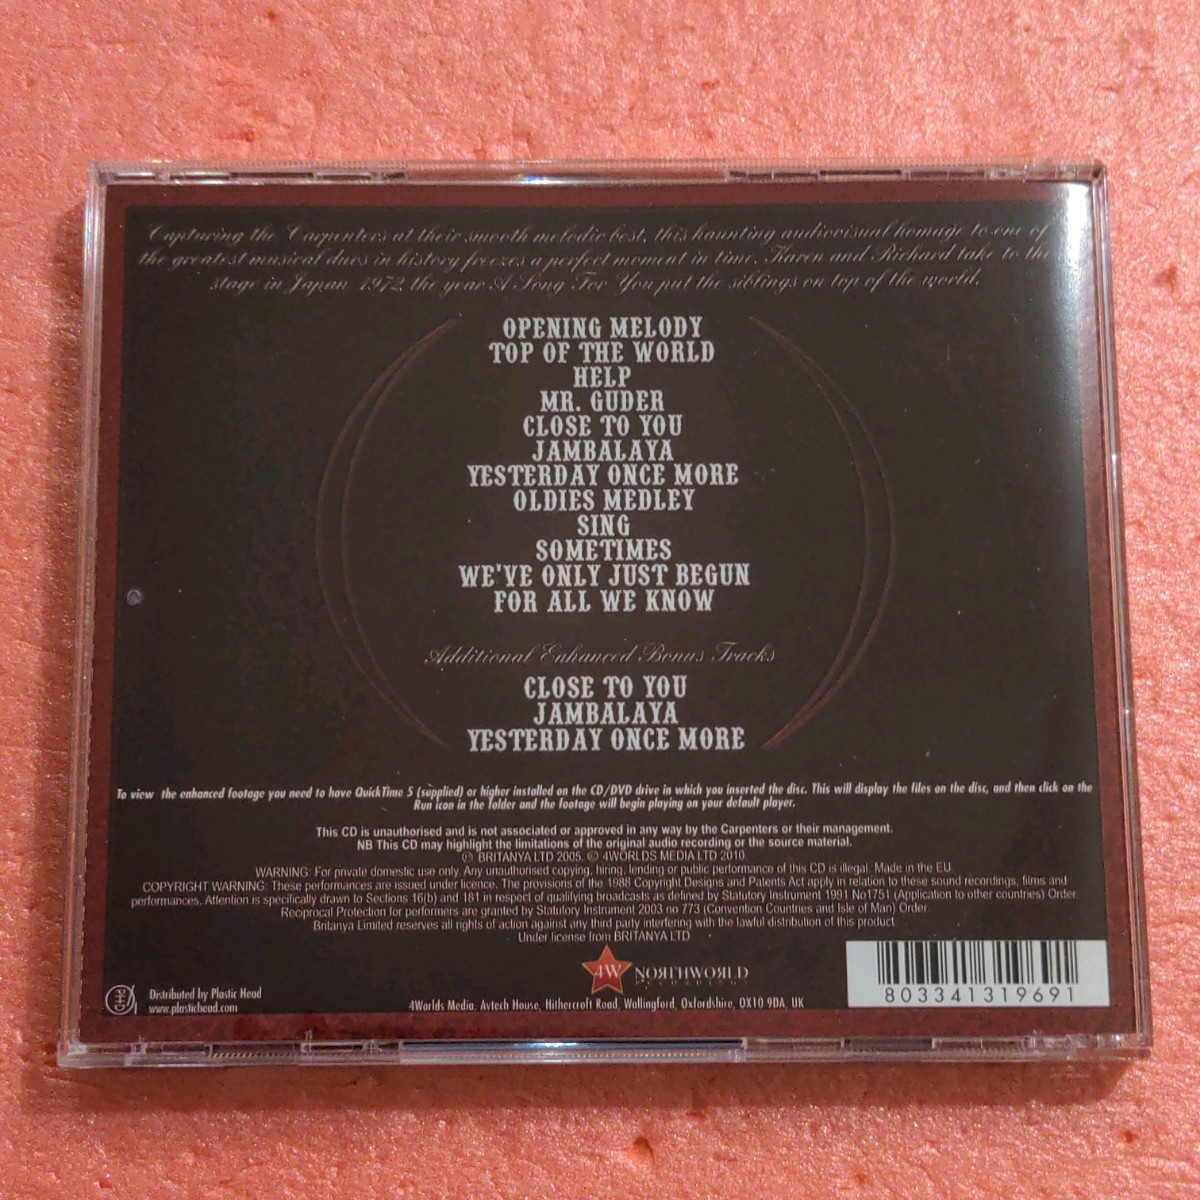 Capturing the Carpenters at their smooth melodic best, this haunting audiovisual homage to one of
the greatest musical duos in history freezes a perfect moment in time. Karen and Richard take to the
stage in Japan 1972, the year A Song For You put the siblings on top of the world.
OPENING MELODY
TOP OF THE WORLD
HELP
MR. GUDER
CLOSE TO YOU
JAMBALAYA
YESTERDAY ONCE MORE
OLDIES MEDLEY
SING
SOMETIMES
WE'VE ONLY JUST BEGUN
FOR ALL WE KNOW
Additional Enhanced Bonus Tracks
CLOSE TO YOU
JAMBALAYA
YESTERDAY ONCE MORE
To view the enhanced footage you need to have QuickTime 5 (supplied) or higher installed on the CD/DVD drive in which you inserted the disc. This will display the files on the disc, and then click on the
Run icon in the folder and the footage will begin playing on your default player.
This CD is unauthorised and is not associated or approved in any way by the Carpenters or their management.
NB This CD may highlight the limitations of the original audio recording or the source material.
℗ BRITANYA LTD 2005. © 4WORLDS MEDIA LTD 2010.
WARNING: For private domestic use only. Any unauthorised copying, hiring, lending or public performance of this CD is illegal. Made in the EU.
COPYRIGHT WARNING: These performances are issued under licence. The provisions of the 1988 Copyright Designs and Patents Act apply in relation to these sound recordings, films and
performances. Attention is specifically drawn to Sections 16(b) and 181 in respect of qualifying broadcasts as defined by Statutory Instrument 1991 No1751 (Application to other countries) Order.
Reciprocal Protection for performers are granted by Statutory Instrument 2003 no 773 (Convention Countries and Isle of Man) Order
Britanya Limited reserves all rights of action against any third party interfering with the lawful distribution of this product.
Under license from BRITANYA LTD
4W NORTHWORLD
RECORDINGS
PHD
Distributed by Plastic Head
www.plastichead.com
4Worlds Media. Avtech House, Hithercroft Road, Wallingford, Oxfordshire, OX10 9DA, UK
803341319691